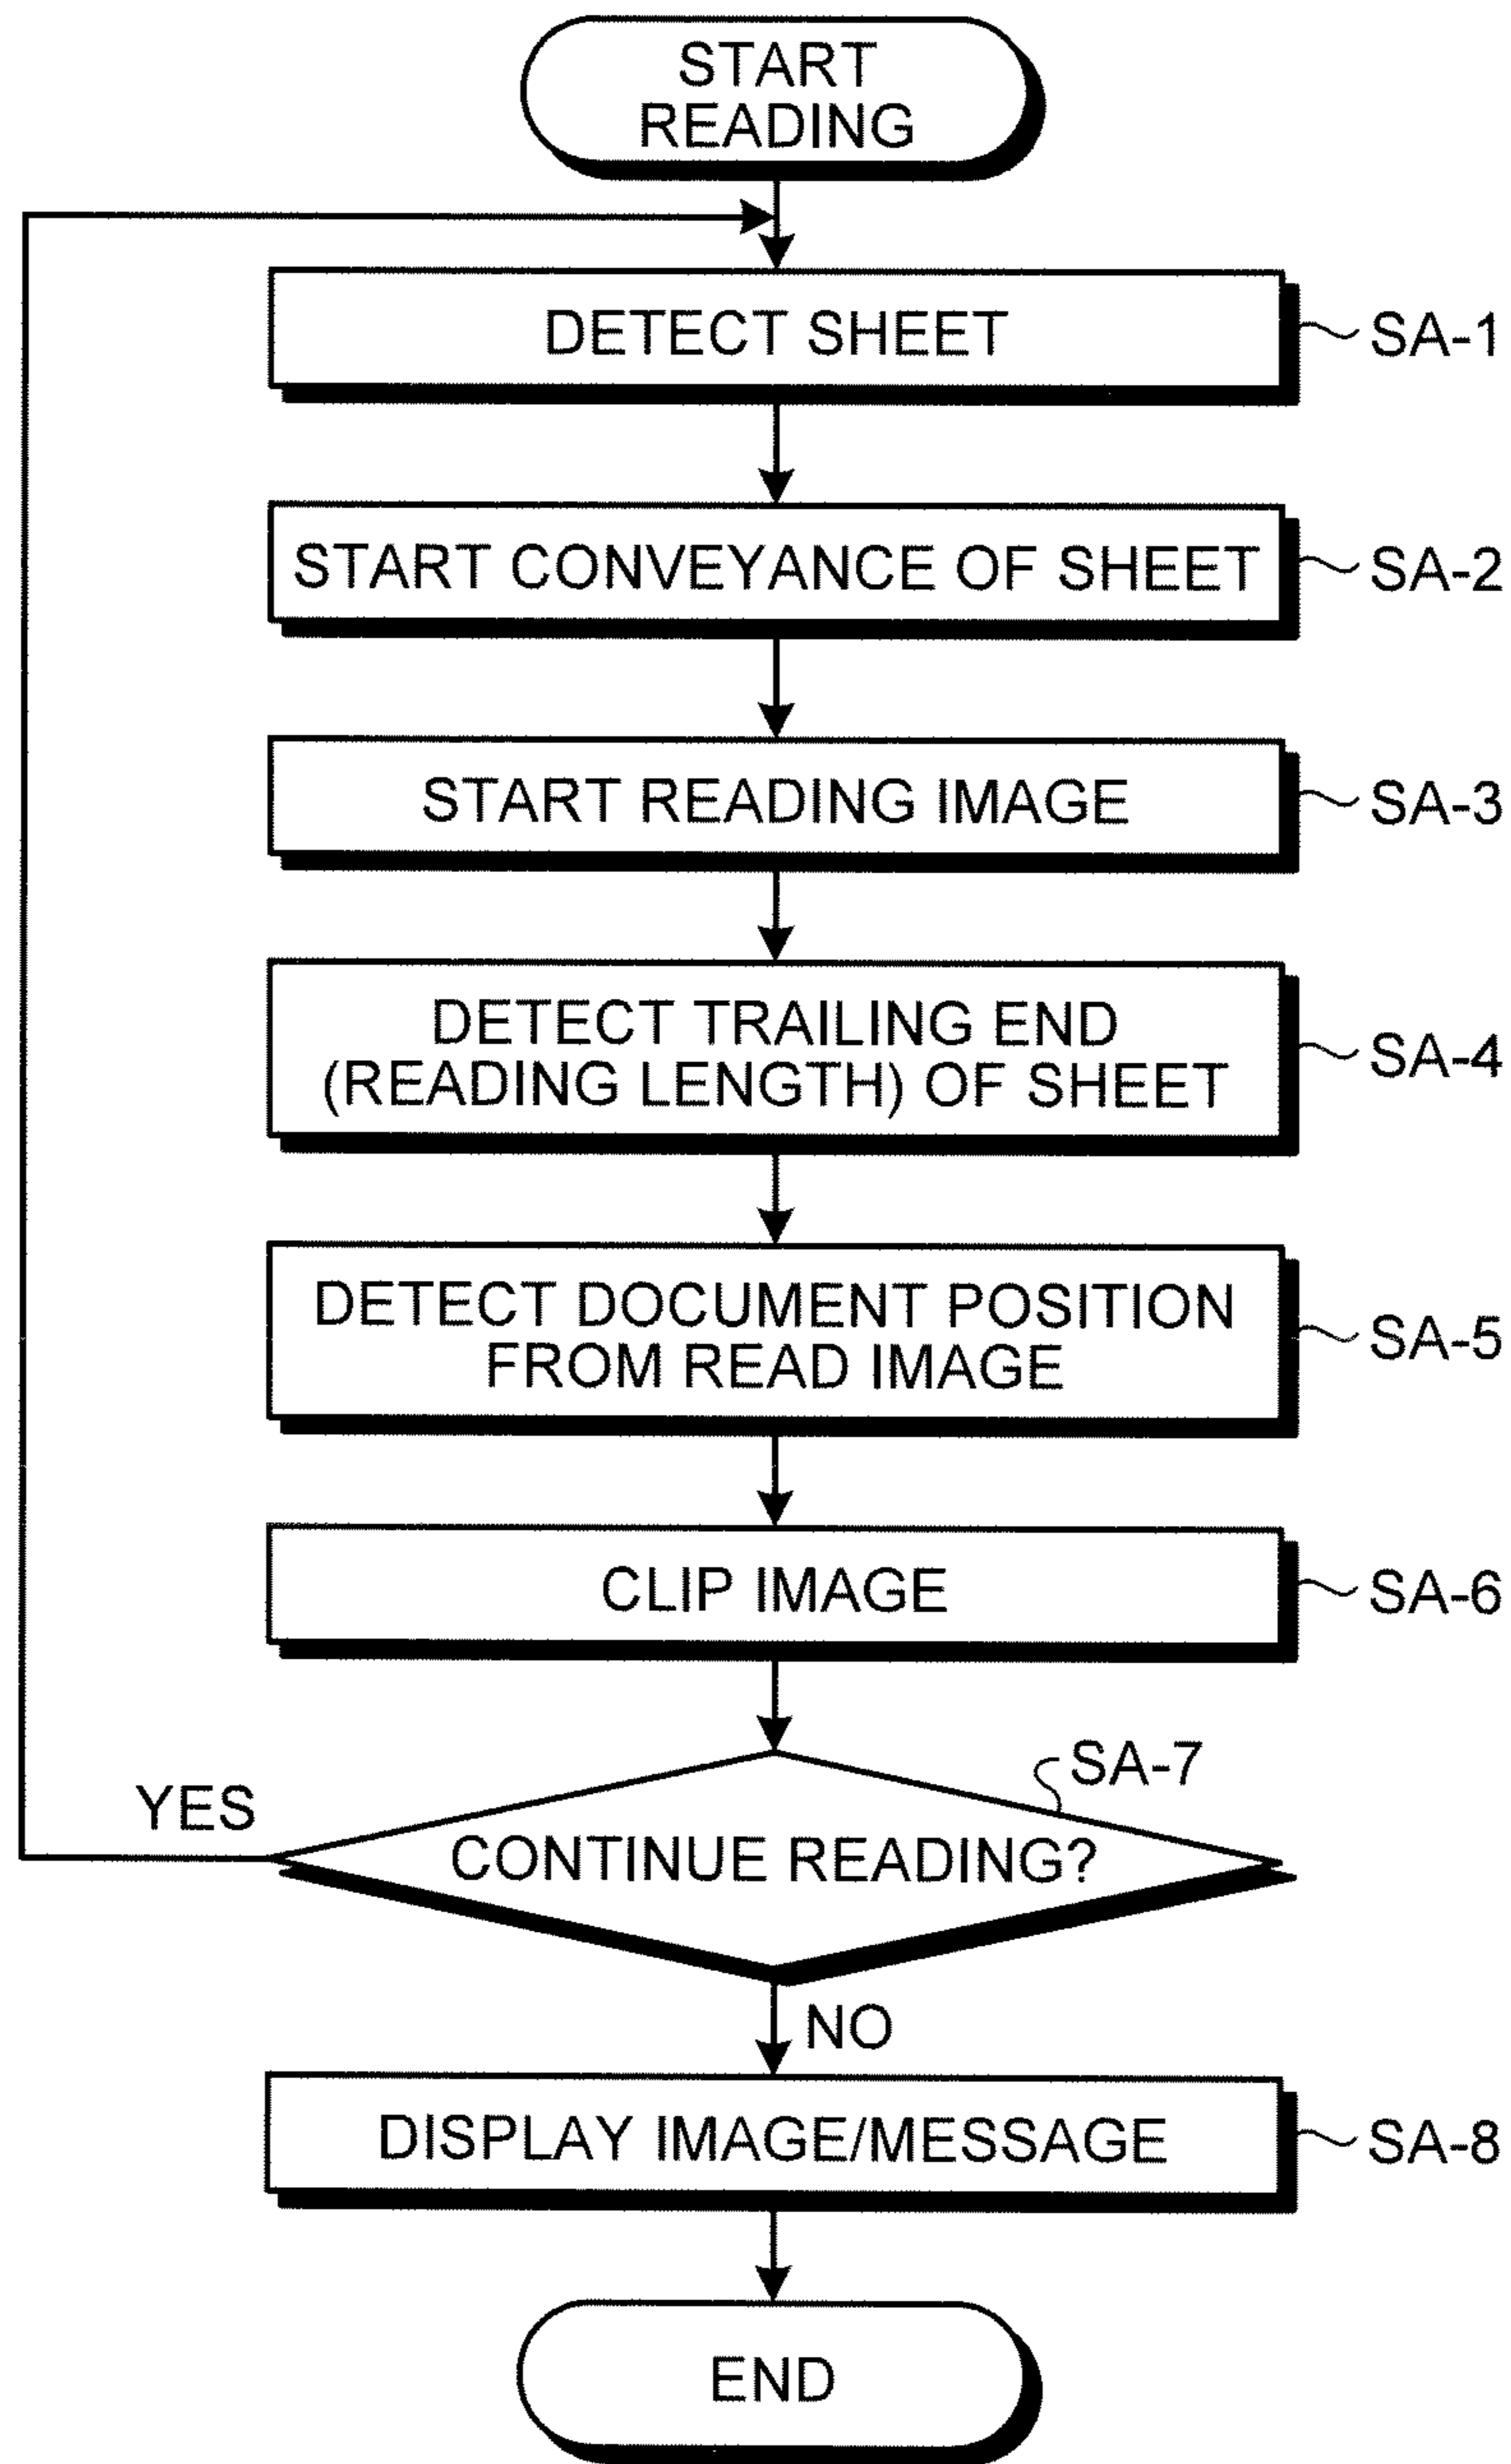 START
READING
DETECT SHEET
SA-1
START CONVEYANCE OF SHEET
SA-2
START READING IMAGE
SA-3
DETECT TRAILING END
(READING LENGTH) OF SHEET
SA-4
DETECT DOCUMENT POSITION
FROM READ IMAGE
SA-5
CLIP IMAGE
SA-6
SA-7
YES
CONTINUE READING?
NO
DISPLAY IMAGE/MESSAGE
SA-8
END